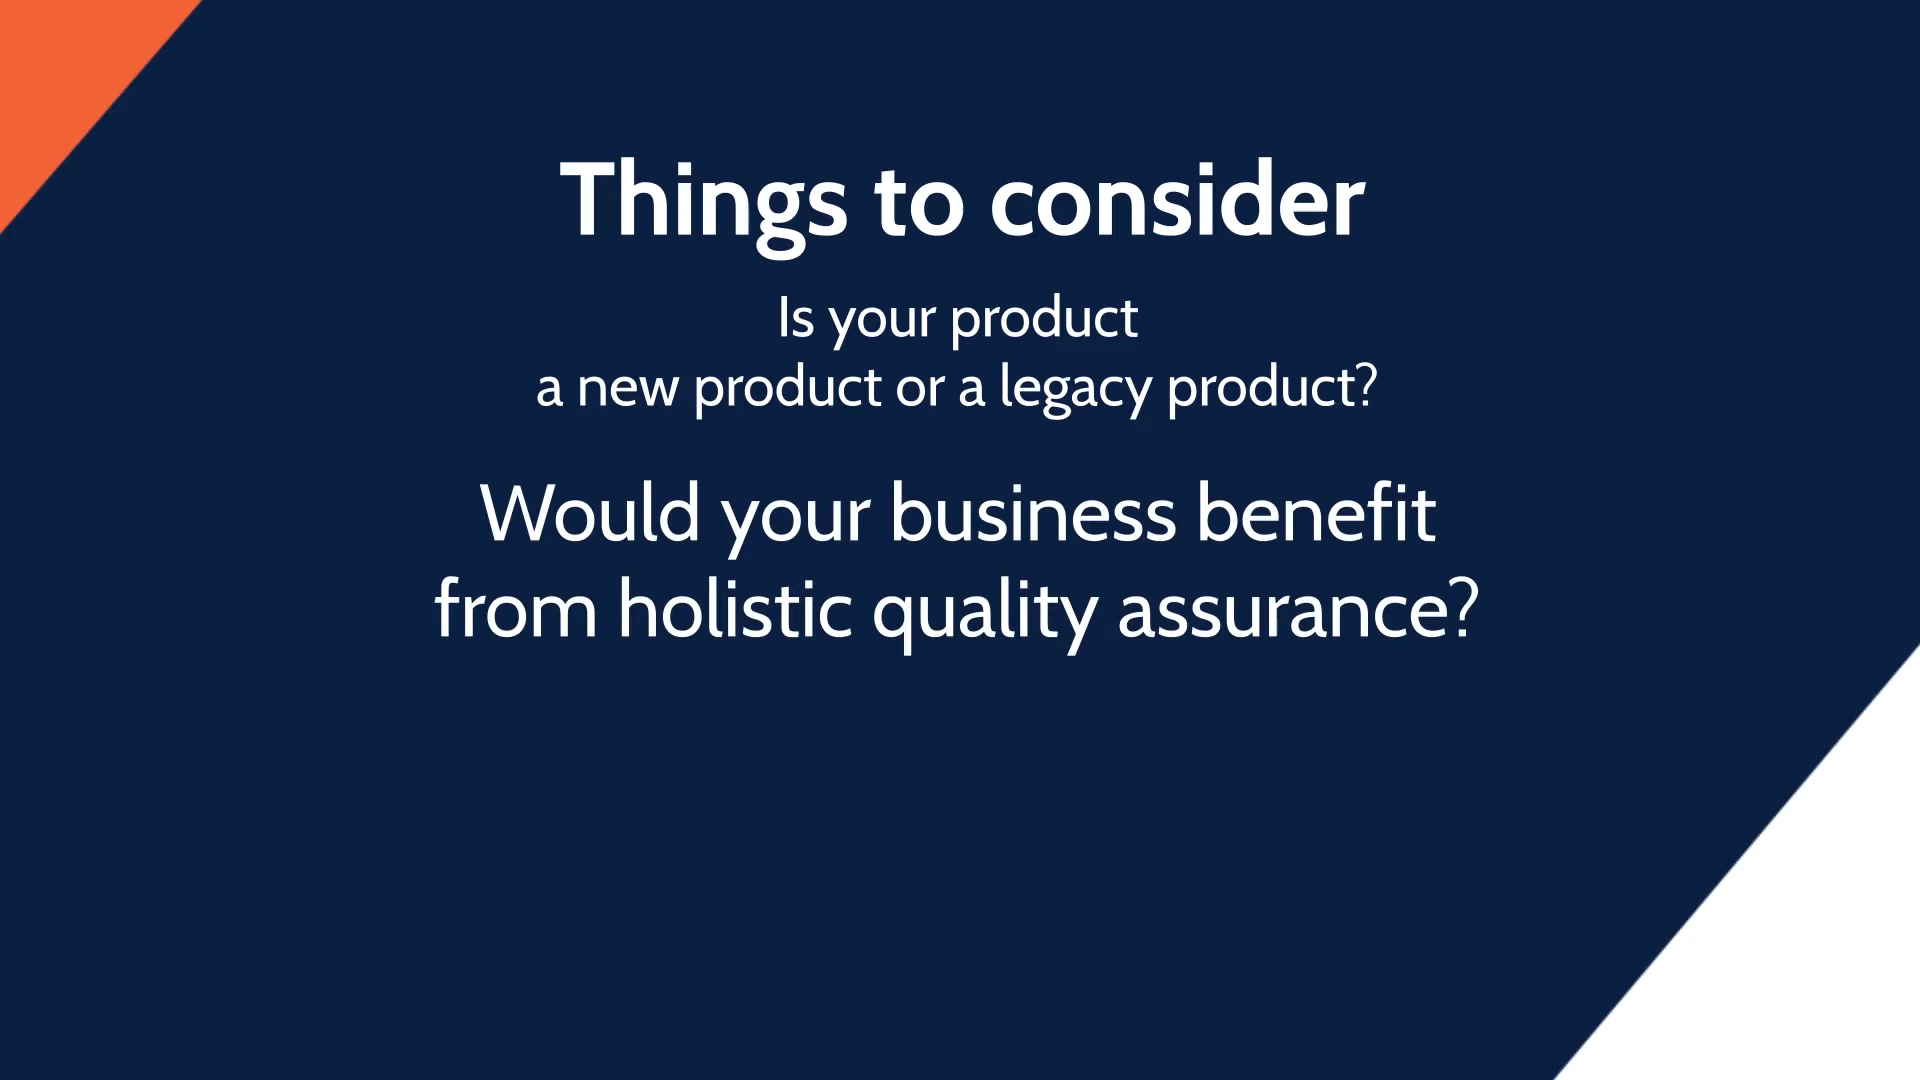 Things to consider
Is your product
a new product or a legacy product?
Would your business benefit
from holistic quality assurance?